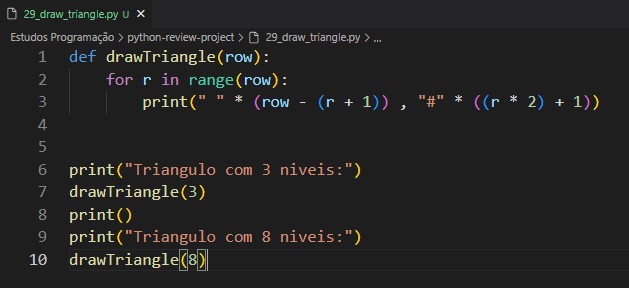 29_draw_triangle.py U ×
Estudos Programação > python-review-project > 29_draw_triangle.py > ...
1 def drawTriangle(row):
2     for r in range(row):
3         print(" " * (row - (r + 1)) , "#" * ((r * 2) + 1))
4
5
6 print("Triangulo com 3 niveis:")
7 drawTriangle(3)
8 print()
9 print("Triangulo com 8 niveis:")
10 drawTriangle(8)